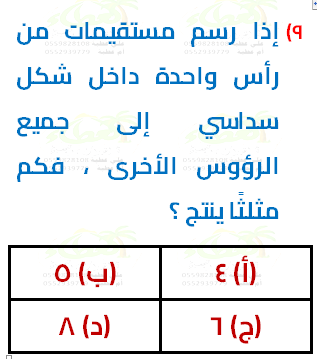 ٩) إذا رسم مستقيمات من
رأس واحدة داخل شكل
سداسي إلى جميع
الرؤوس الأخرى ، فكم
مثلثًا ينتج ؟
(أ) ٤ (ب) ٥
(ج) ٦ (د) ٨